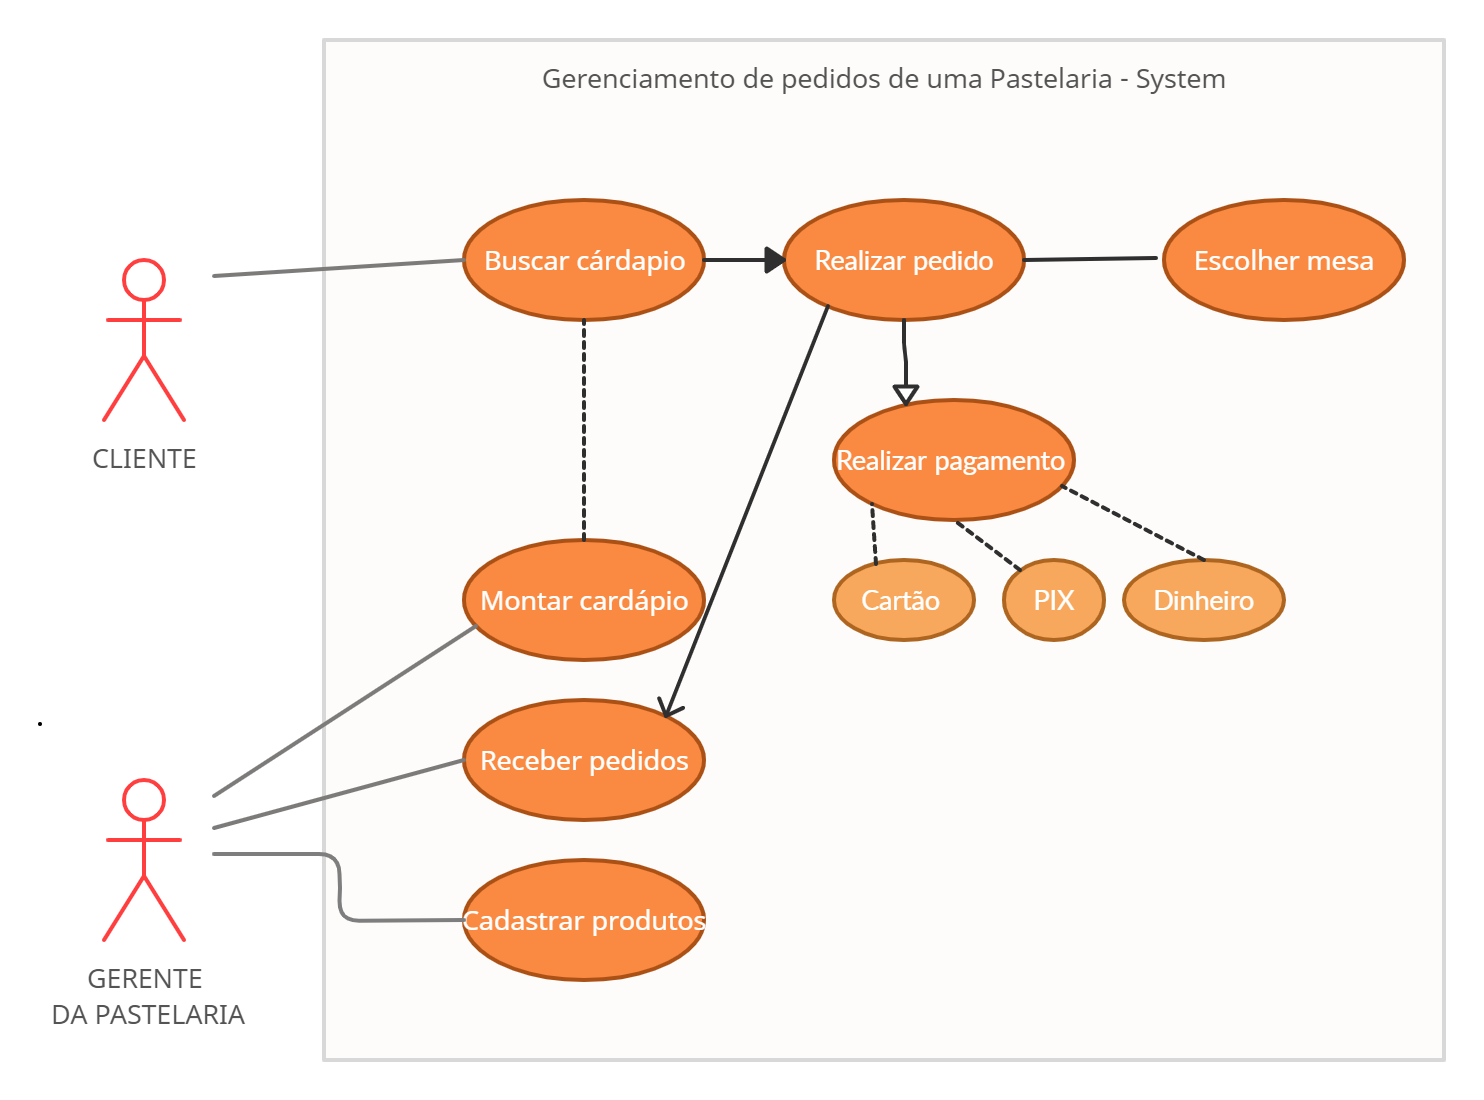 Gerenciamento de pedidos de uma Pastelaria - System
Buscar cárdapio
Realizar pedido
Escolher mesa
CLIENTE
Realizar pagamento
Montar cardápio
Cartão
PIX
Dinheiro
Receber pedidos
Cadastrar produtos
GERENTE
DA PASTELARIA